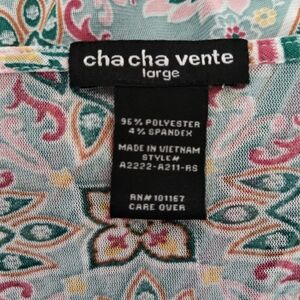 cha cha vente
large
96% POLYESTER
4% SPANDEX
MADE IN VIETNAM
STYLE#
A2222-A211-RS
RN# 101167
CARE OVER